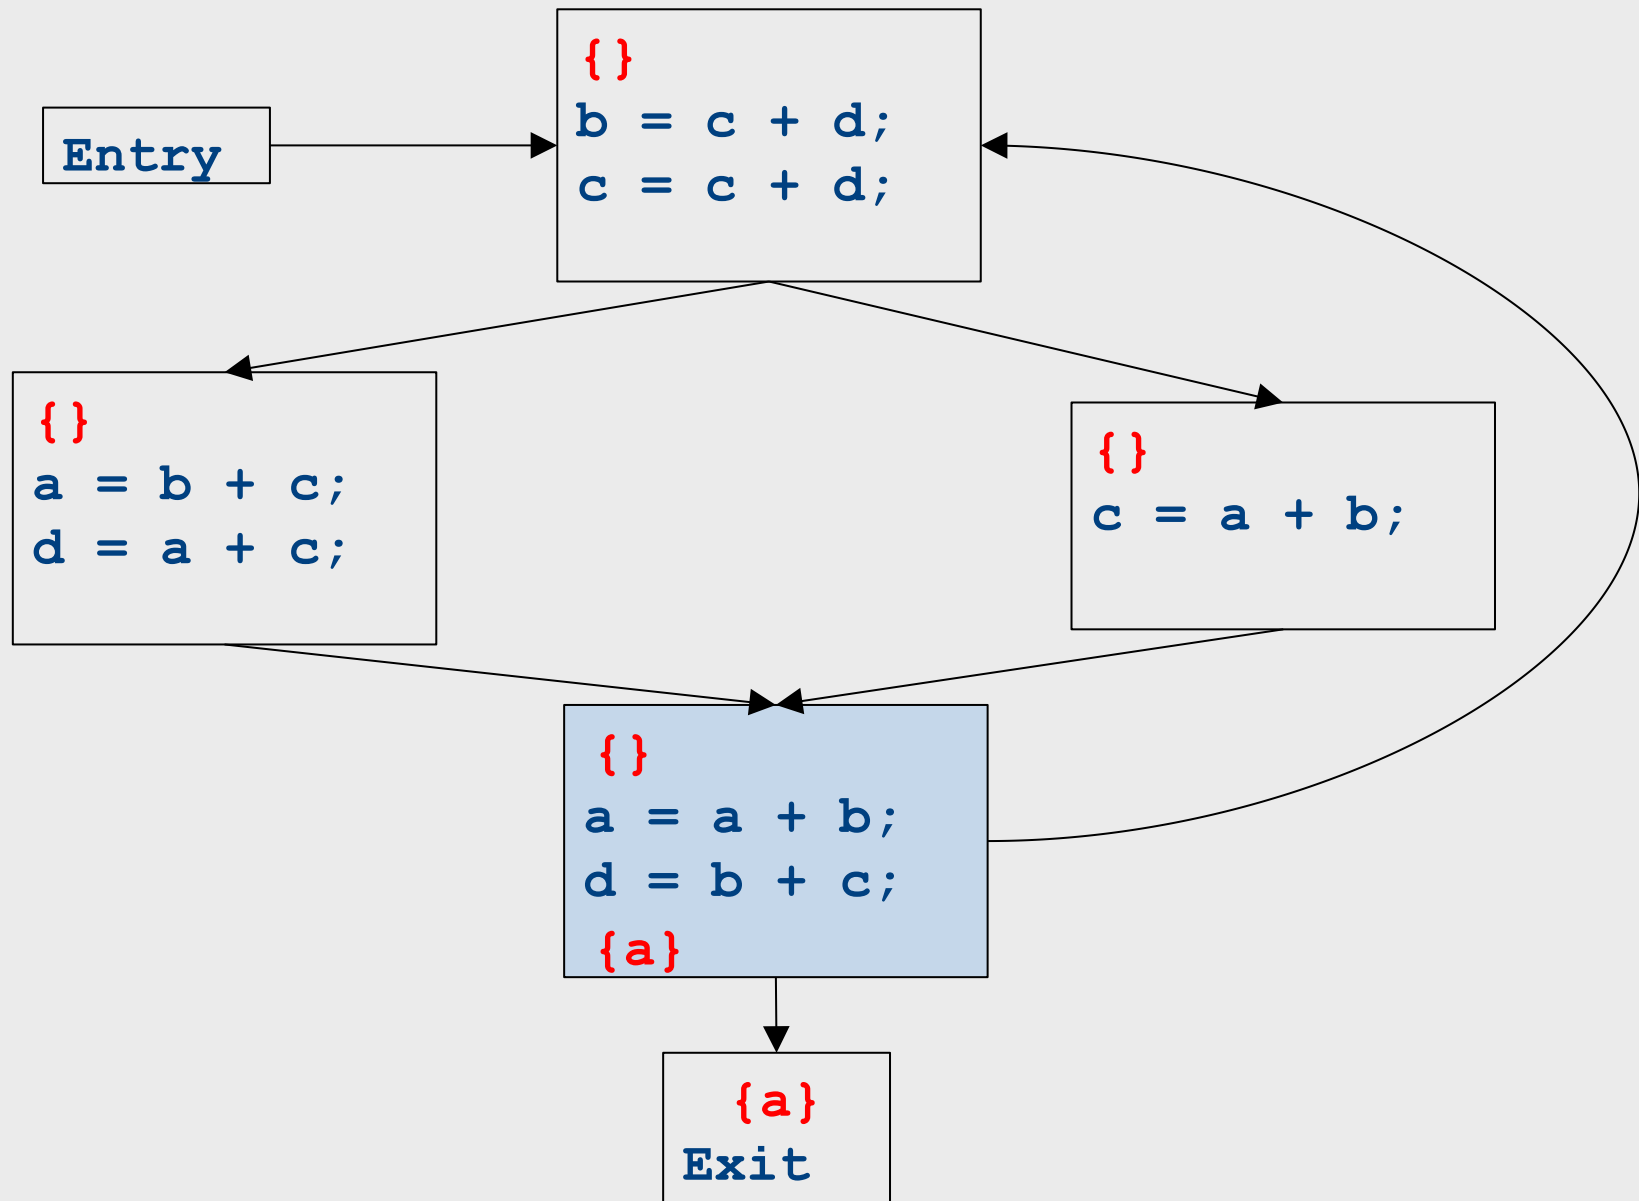 {}
b = c + d;
c = c + d;
Entry
{}
a = b + c;
d = a + c;
{}
c = a + b;
{}
a = a + b;
d = b + c;
{a}
{a}
Exit